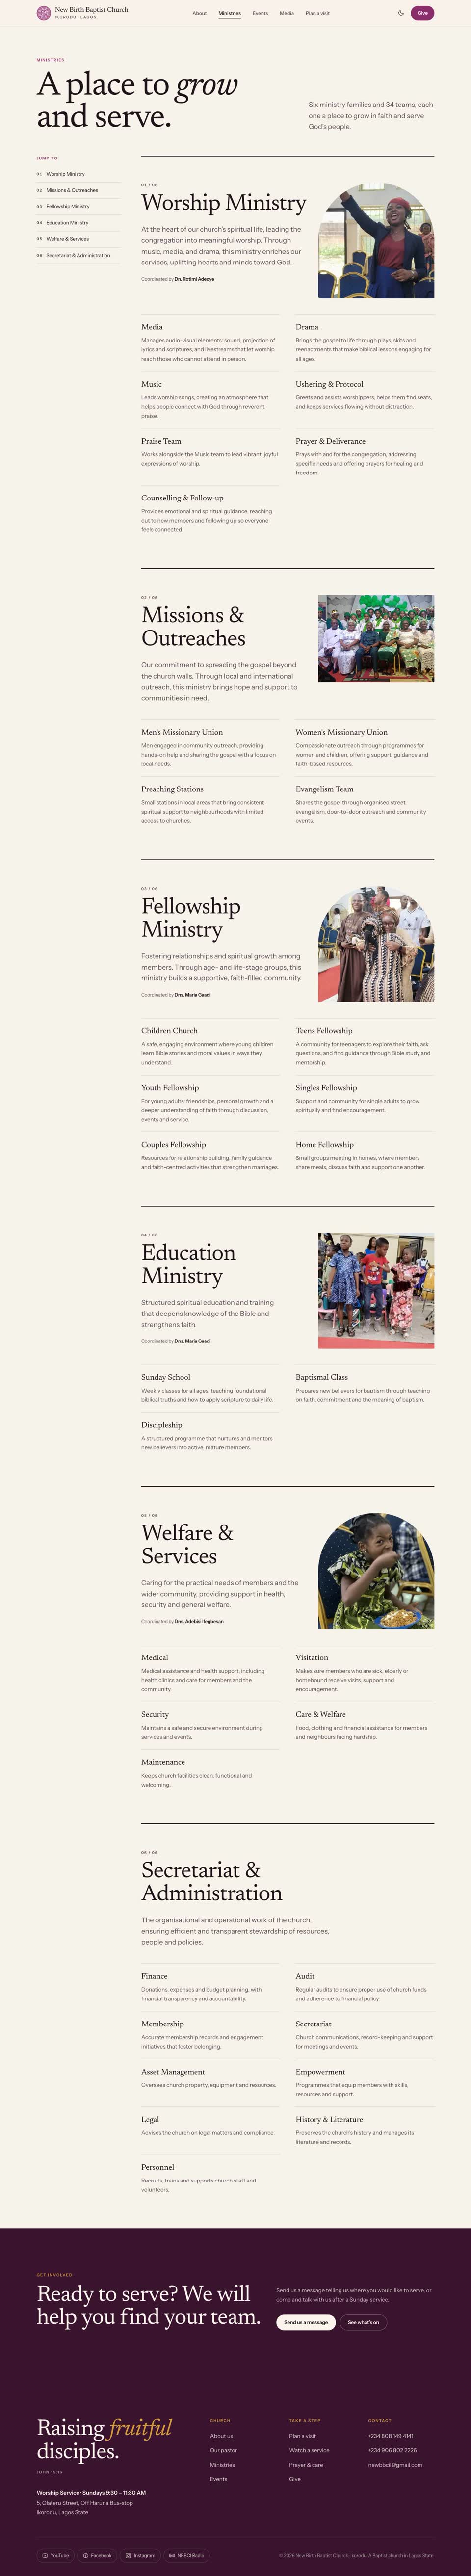 New Birth Baptist Church
IKORODU · LAGOS
About
Ministries
Events
Media
Plan a visit
Give
MINISTRIES
A place to grow
and serve.
Six ministry families and 34 teams, each
one a place to grow in faith and serve
God's people.
JUMP TO
01 Worship Ministry
02 Missions & Outreaches
03 Fellowship Ministry
04 Education Ministry
05 Welfare & Services
06 Secretariat & Administration
01 / 06
Worship Ministry
At the heart of our church's spiritual life, leading the
congregation into meaningful worship. Through
music, media, and drama, this ministry enriches our
services, uplifting hearts and minds toward God.
Coordinated by Dn. Rotimi Adeoye
Media
Manages audio-visual elements: sound, projection of
lyrics and scriptures, and livestreams that let worship
reach those who cannot attend in person.
Drama
Brings the gospel to life through plays, skits and
reenactments that make biblical lessons engaging for
all ages.
Music
Leads worship songs, creating an atmosphere that
helps people connect with God through reverent
praise.
Ushering & Protocol
Greets and assists worshippers, helps them find seats,
and keeps services flowing without distraction.
Praise Team
Works alongside the Music team to lead vibrant, joyful
expressions of worship.
Prayer & Deliverance
Prays with and for the congregation, addressing
specific needs and offering prayers for healing and
freedom.
Counselling & Follow-up
Provides emotional and spiritual guidance, reaching
out to new members and following up so everyone
feels connected.
02 / 06
Missions &
Outreaches
Our commitment to spreading the gospel beyond
the church walls. Through local and international
outreach, this ministry brings hope and support to
communities in need.
Men's Missionary Union
Men engaged in community outreach, providing
hands-on help and sharing the gospel with a focus on
local needs.
Women's Missionary Union
Compassionate outreach through programmes for
women and children, offering support, guidance and
faith-based resources.
Preaching Stations
Small stations in local areas that bring consistent
spiritual support to neighbourhoods with limited
access to churches.
Evangelism Team
Shares the gospel through organised street
evangelism, door-to-door outreach and community
events.
03 / 06
Fellowship
Ministry
Fostering relationships and spiritual growth among
members. Through age- and life-stage groups, this
ministry builds a supportive, faith-filled community.
Coordinated by Dns. Maria Gaadi
Children Church
A safe, engaging environment where young children
learn Bible stories and moral values in ways they
understand.
Teens Fellowship
A community for teenagers to explore their faith, ask
questions, and find guidance through Bible study and
mentorship.
Youth Fellowship
For young adults: friendships, personal growth and a
deeper understanding of faith through discussion,
events and service.
Singles Fellowship
Support and community for single adults to grow
spiritually and find encouragement.
Couples Fellowship
Resources for relationship building, family guidance
and faith-centred activities that strengthen marriages.
Home Fellowship
Small groups meeting in homes, where members
share meals, discuss faith and support one another.
04 / 06
Education
Ministry
Structured spiritual education and training
that deepens knowledge of the Bible and
strengthens faith.
Coordinated by Dns. Maria Gaadi
Sunday School
Weekly classes for all ages, teaching foundational
biblical truths and how to apply scripture to daily life.
Baptismal Class
Prepares new believers for baptism through teaching
on faith, commitment and the meaning of baptism.
Discipleship
A structured programme that nurtures and mentors
new believers into active, mature members.
05 / 06
Welfare &
Services
Caring for the practical needs of members and the
wider community, providing support in health,
security and general welfare.
Coordinated by Dns. Adebisi Ifegbesan
Medical
Medical assistance and health support, including
health clinics and care for members and the
community.
Visitation
Makes sure members who are sick, elderly or
homebound receive visits, support and
encouragement.
Security
Maintains a safe and secure environment during
services and events.
Care & Welfare
Food, clothing and financial assistance for members
and neighbours facing hardship.
Maintenance
Keeps church facilities clean, functional and
welcoming.
06 / 06
Secretariat &
Administration
The organisational and operational work of the church,
ensuring efficient and transparent stewardship of resources,
people and policies.
Finance
Donations, expenses and budget planning, with
financial transparency and accountability.
Audit
Regular audits to ensure proper use of church funds
and adherence to financial policy.
Membership
Accurate membership records and engagement
initiatives that foster belonging.
Secretariat
Church communications, record-keeping and support
for meetings and events.
Asset Management
Oversees church property, equipment and resources.
Empowerment
Programmes that equip members with skills,
resources and support.
Legal
Advises the church on legal matters and compliance.
History & Literature
Preserves the church's history and manages its
literature and records.
Personnel
Recruits, trains and supports church staff and
volunteers.
GET INVOLVED
Ready to serve? We will
help you find your team.
Send us a message telling us where you would like to serve, or
come and talk with us after a Sunday service.
Send us a message
See what's on
Raising fruitful
disciples.
JOHN 15:16
Worship Service · Sundays 9:30 – 11:30 AM
5, Olateru Street, Off Haruna Bus-stop
Ikorodu, Lagos State
CHURCH
About us
Our pastor
Ministries
Events
TAKE A STEP
Plan a visit
Watch a service
Prayer & care
Give
CONTACT
+234 808 149 4141
+234 906 802 2226
newbbcil@gmail.com
YouTube
Facebook
Instagram
NBBCI Radio
© 2026 New Birth Baptist Church, Ikorodu. A Baptist church in Lagos State.